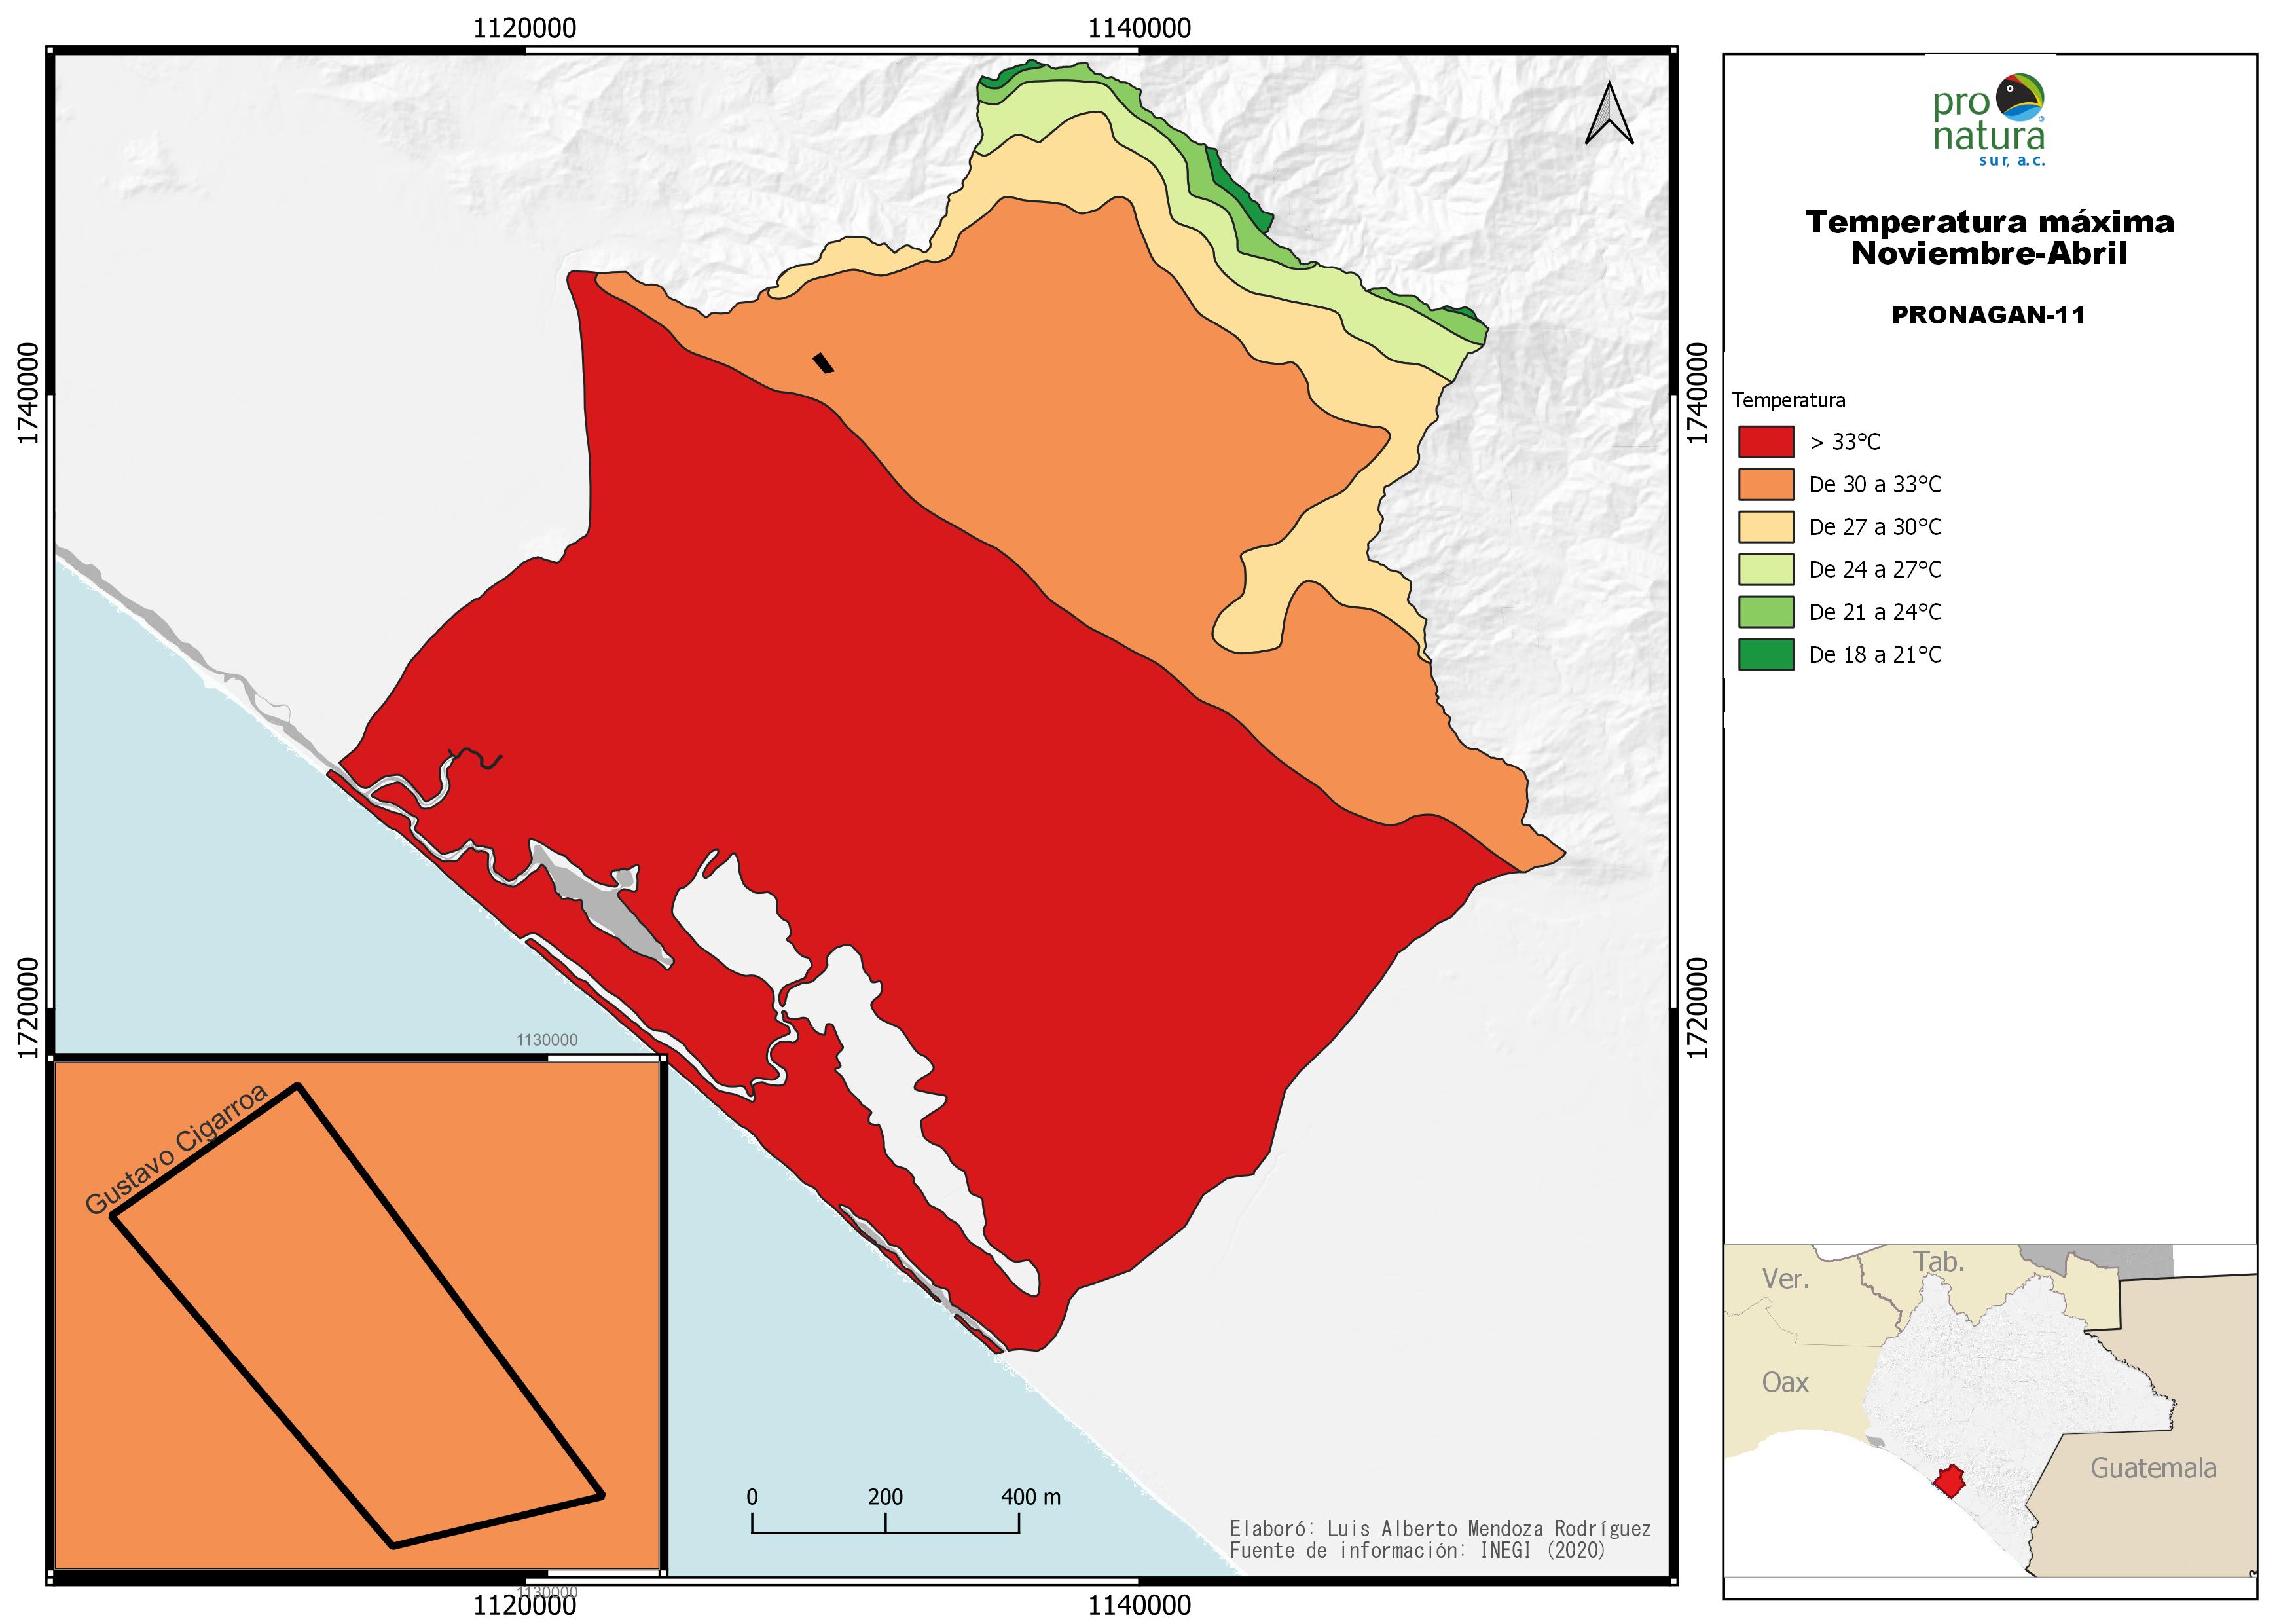 1120000
1140000
1740000
1720000
1740000
1720000
1120000
1140000
1130000
1130000
Gustavo Cigarroa
0 200 400 m
Elaboró: Luis Alberto Mendoza Rodríguez
Fuente de información: INEGI (2020)
pro
natura
sur, a.c.
®
Temperatura máxima
Noviembre-Abril
PRONAGAN-11
Temperatura
> 33°C
De 30 a 33°C
De 27 a 30°C
De 24 a 27°C
De 21 a 24°C
De 18 a 21°C
Ver.
Tab.
Oax
Guatemala